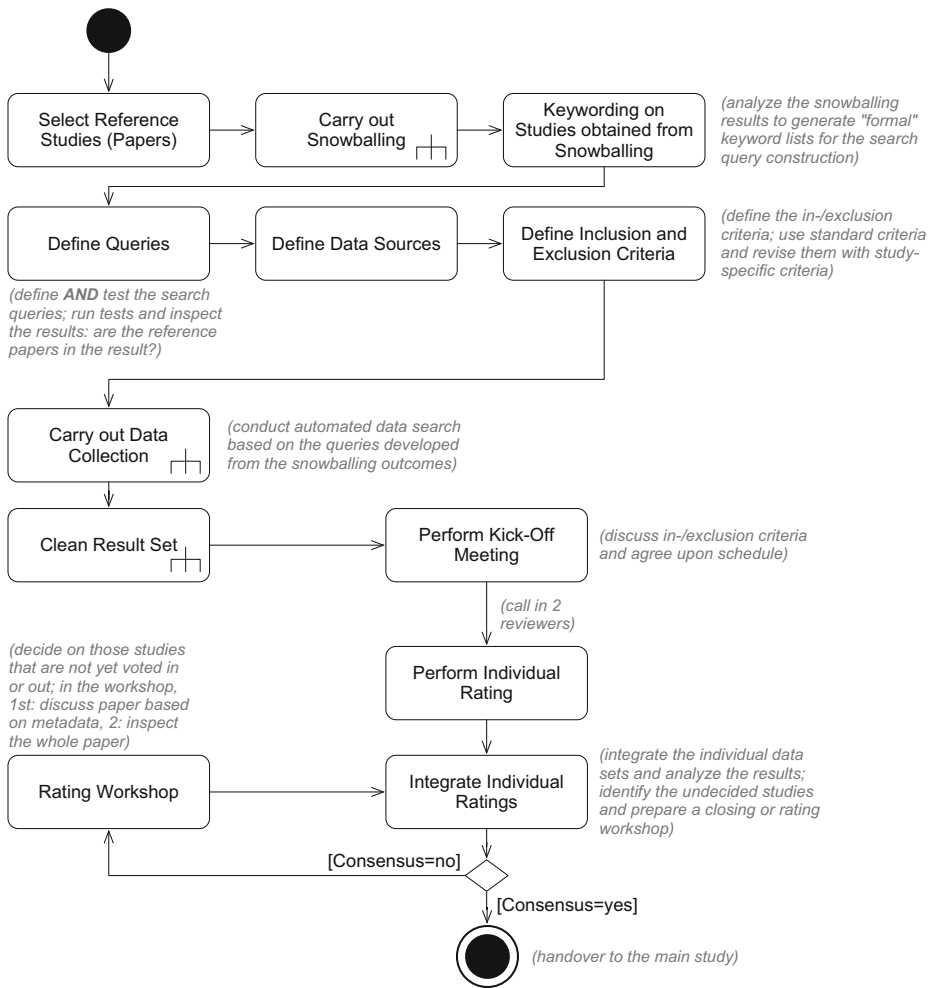 Select Reference
Studies (Papers)
Carry out
Snowballing
Keywording on
Studies obtained from
Snowballing
(analyze the snowballing
results to generate "formal"
keyword lists for the search
query construction)
Define Queries
Define Data Sources
Define Inclusion and
Exclusion Criteria
(define the in-/exclusion
criteria; use standard criteria
and revise them with study-
specific criteria)
(define AND test the search
queries; run tests and inspect
the results: are the reference
papers in the result?)
Carry out Data
Collection
(conduct automated data search
based on the queries developed
from the snowballing outcomes)
Clean Result Set
Perform Kick-Off
Meeting
(discuss in-/exclusion criteria
and agree upon schedule)
(call in 2
reviewers)
Perform Individual
Rating
(decide on those studies
that are not yet voted in
or out; in the workshop,
1st: discuss paper based
on metadata, 2: inspect
the whole paper)
Rating Workshop
Integrate Individual
Ratings
(integrate the individual data
sets and analyze the results;
identify the undecided studies
and prepare a closing or rating
workshop)
[Consensus=no]
[Consensus=yes]
(handover to the main study)